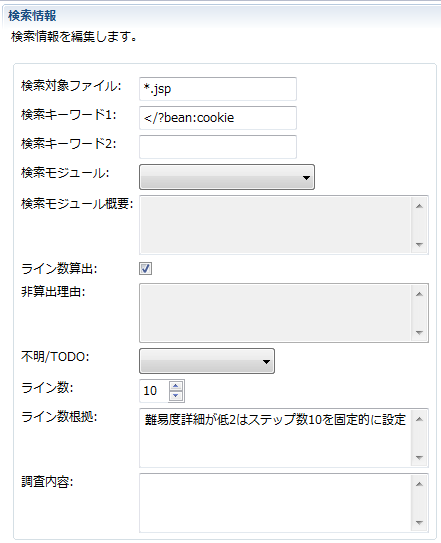 検索情報
検索情報を編集します。
検索対象ファイル: *.jsp
検索キーワード1: </?bean:cookie
検索キーワード2:
検索モジュール:
検索モジュール概要:
ライン数算出:
非算出理由:
不明/TODO:
ライン数: 10
ライン数根拠: 難易度詳細が低2はステップ数10を固定的に設定
調査内容: